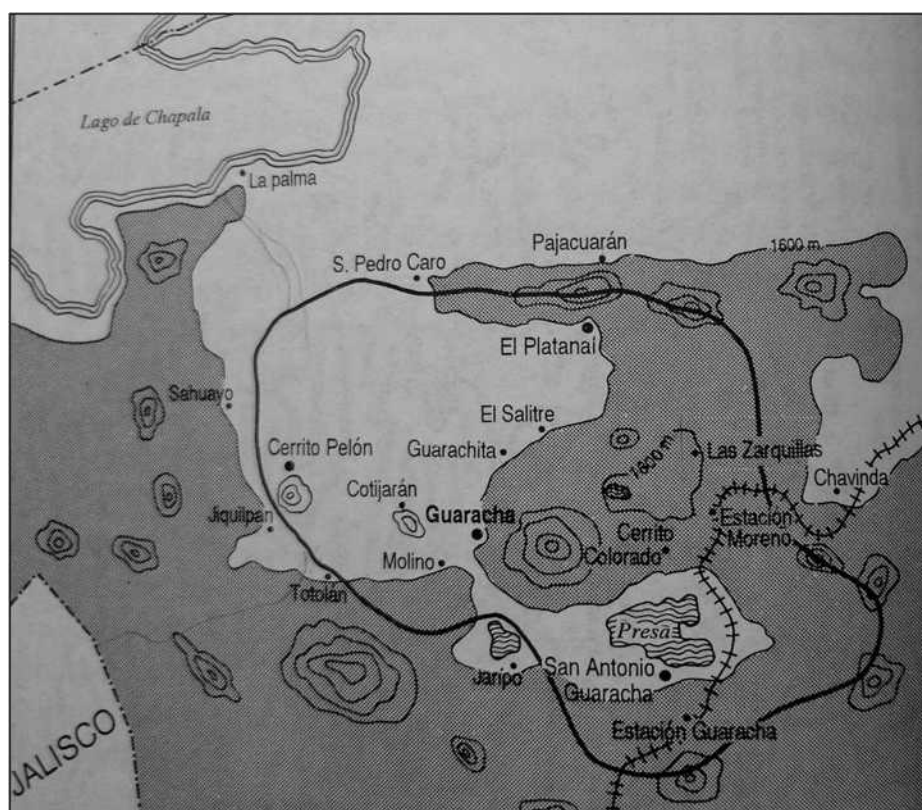 Lago de Chapala
La palma
Pajacuarán
1600 m.
S. Pedro Caro
El Platanal
Sahuayo
El Salitre
Guarachita
Las Zarquillas
1600 m.
Cerrito Pelón
Chavinda
Cotijarán
Guaracha
Jiquilpan
Estación
Moreno
Cerrito
Colorado
Molino
Totolán
Presa
Jaripo
San Antonio
Guaracha
Estación Guaracha
JALISCO